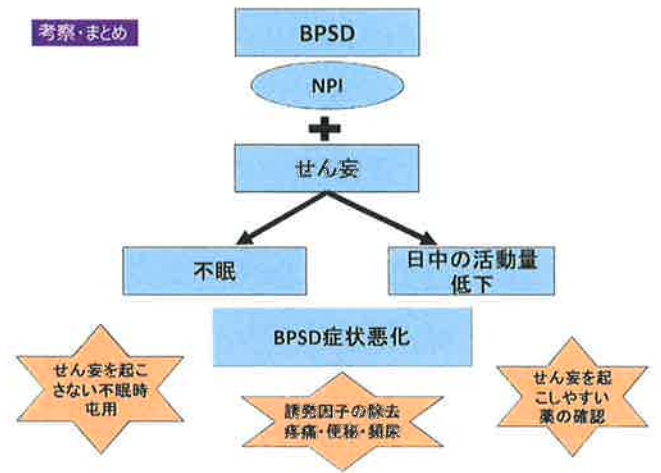 考察・まとめ
BPSD
NPI
せん妄
不眠
日中の活動量
低下
BPSD症状悪化
せん妄を起こ
さない不眠時
屯用
誘発因子の除去
疼痛・便秘・頻尿
せん妄を起
こしやすい
薬の確認